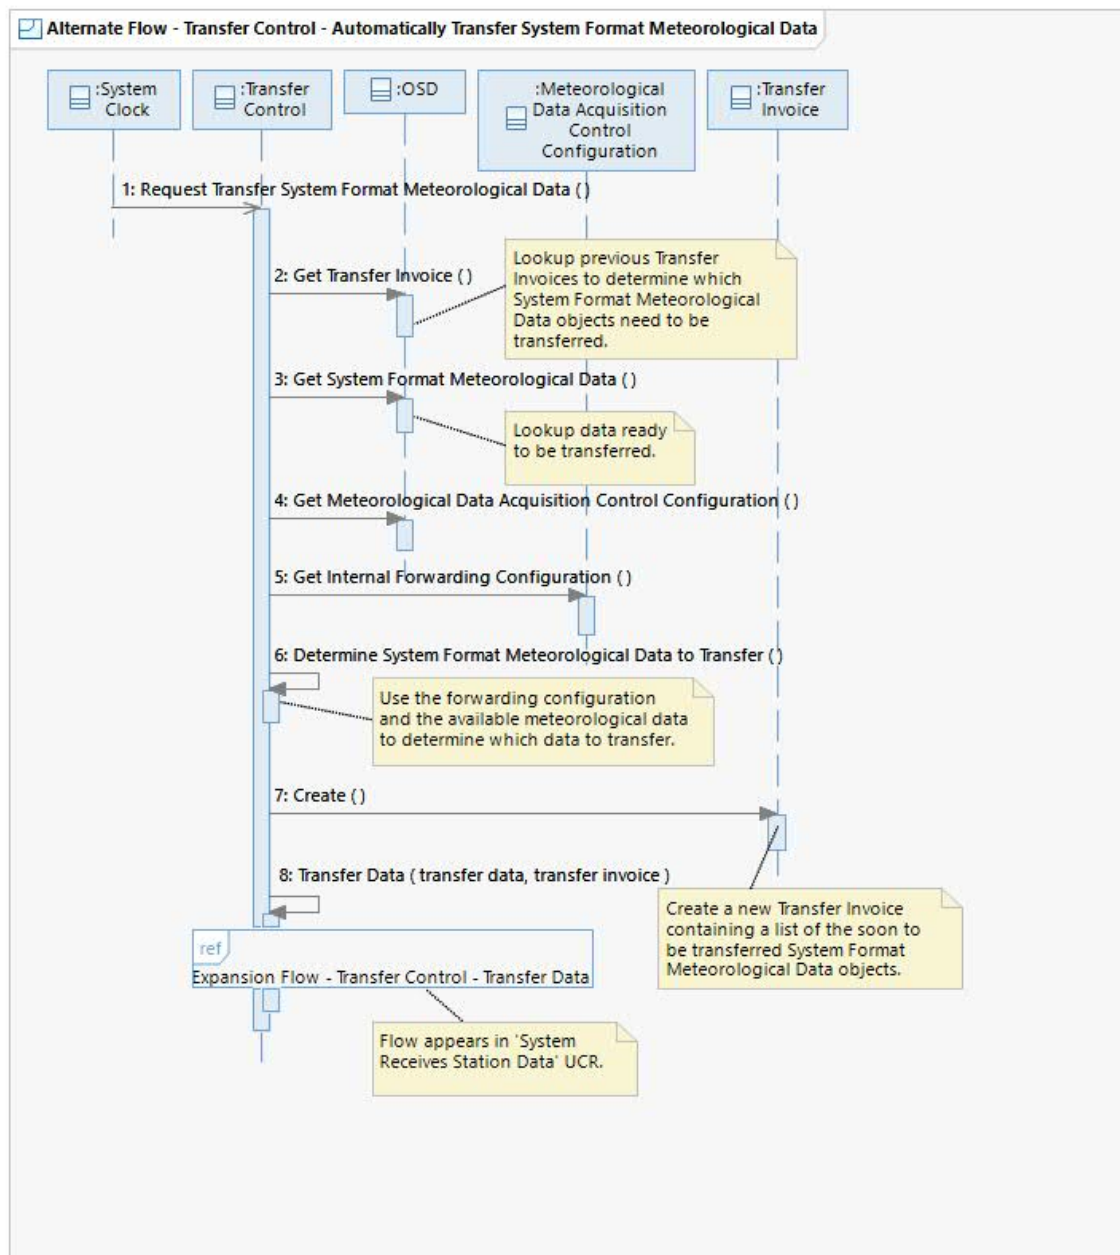 Alternate Flow - Transfer Control - Automatically Transfer System Format Meteorological Data
:System
Clock
:Transfer
Control
:OSD
:Meteorological
Data Acquisition
Control
Configuration
:Transfer
Invoice
1: Request Transfer System Format Meteorological Data ( )
2: Get Transfer Invoice ( )
Lookup previous Transfer
Invoices to determine which
System Format Meteorological
Data objects need to be
transferred.
3: Get System Format Meteorological Data ( )
Lookup data ready
to be transferred.
4: Get Meteorological Data Acquisition Control Configuration ( )
5: Get Internal Forwarding Configuration ( )
6: Determine System Format Meteorological Data to Transfer ( )
Use the forwarding configuration
and the available meteorological data
to determine which data to transfer.
7: Create ( )
8: Transfer Data ( transfer data, transfer invoice )
Create a new Transfer Invoice
containing a list of the soon to
be transferred System Format
Meteorological Data objects.
ref
Expansion Flow - Transfer Control - Transfer Data
Flow appears in 'System
Receives Station Data' UCR.